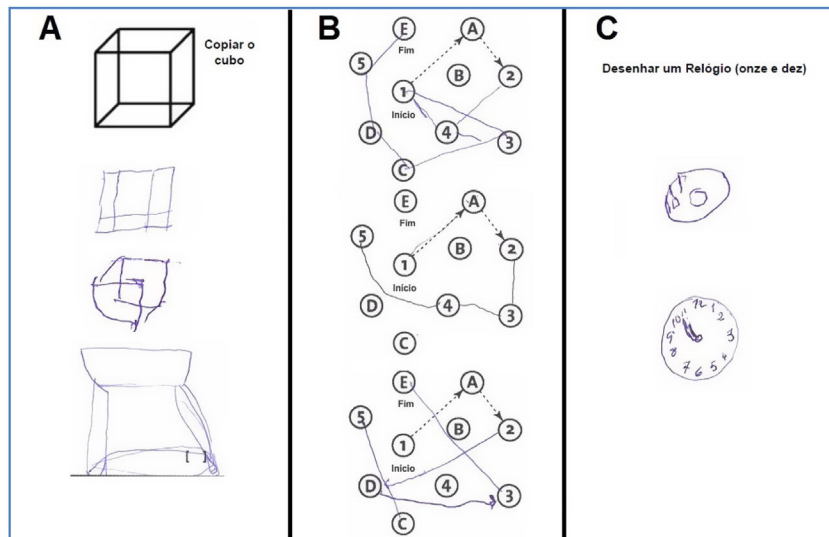 A
Copiar o
cubo
[ ]
B
E
A
Fim
5
B
2
1
Início
D
4
3
C
E
A
Fim
5
B
2
1
Início
D
4
3
C
E
A
Fim
5
B
2
1
Início
D
4
3
C
C
Desenhar um Relógio (onze e dez)
12
11
1
10
2
9
3
8
4
7
6
5